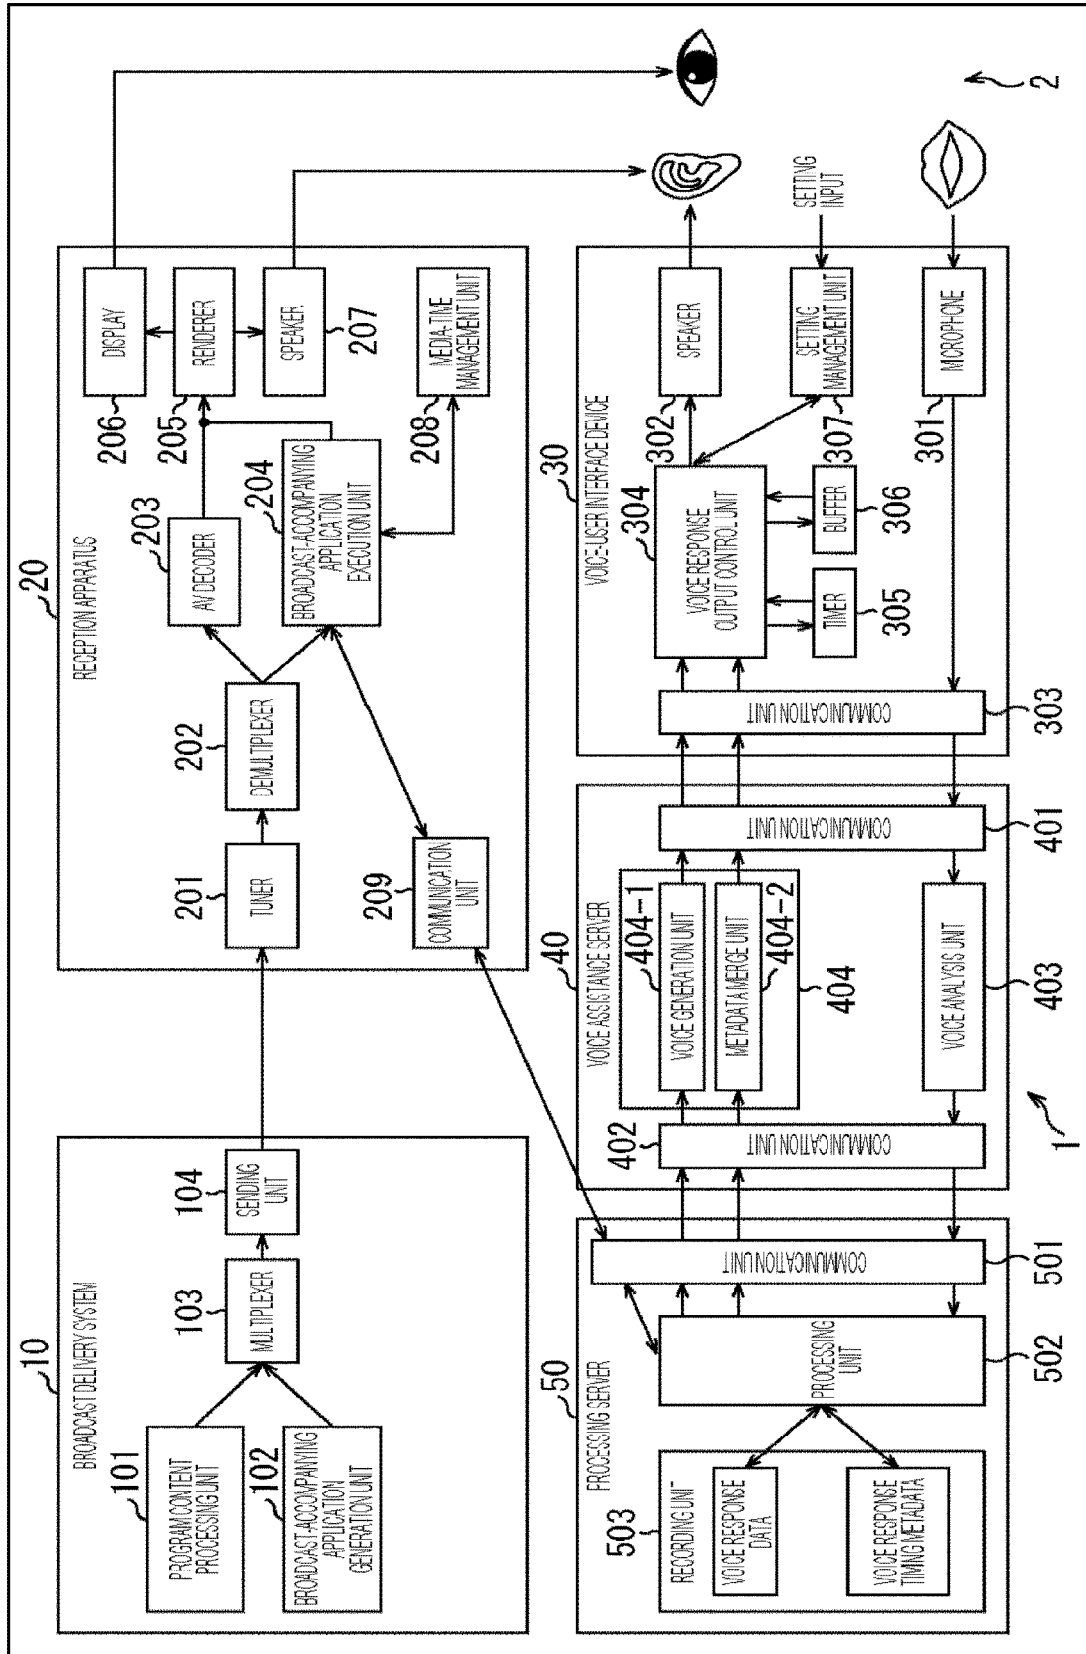 10
BROADCAST DELIVERY SYSTEM
101
PROGRAM CONTENT
PROCESSING UNIT
102
BROADCAST-ACCOMPANYING
APPLICATION
GENERATION UNIT
103
MULTIPLEXER
104
SENDING
UNIT
20
RECEPTION APPARATUS
201
TUNER
202
DEMULTIPLEXER
203
AV DECODER
204
BROADCAST-ACCOMPANYING
APPLICATION
EXECUTION UNIT
206
DISPLAY
205
RENDERER
SPEAKER
207
MEDIA-TIME
MANAGEMENT UNIT
208
209
COMMUNICATION
UNIT
50
PROCESSING SERVER
503
RECORDING UNIT
VOICE RESPONSE
DATA
VOICE RESPONSE
TIMING METADATA
PROCESSING
UNIT
502
COMMUNICATION UNIT
501
40
VOICE ASSISTANCE SERVER
402
COMMUNICATION UNIT
404-1
VOICE GENERATION UNIT
METADATA MERGE UNIT
404-2
404
VOICE ANALYSIS UNIT
403
COMMUNICATION UNIT
401
30
VOICE-USER INTERFACE DEVICE
COMMUNICATION UNIT
303
304
VOICE RESPONSE
OUTPUT CONTROL UNIT
TIMER
305
BUFFER
306
302
SPEAKER
SETTING
MANAGEMENT UNIT
307
MICROPHONE
301
SETTING
INPUT
1
2